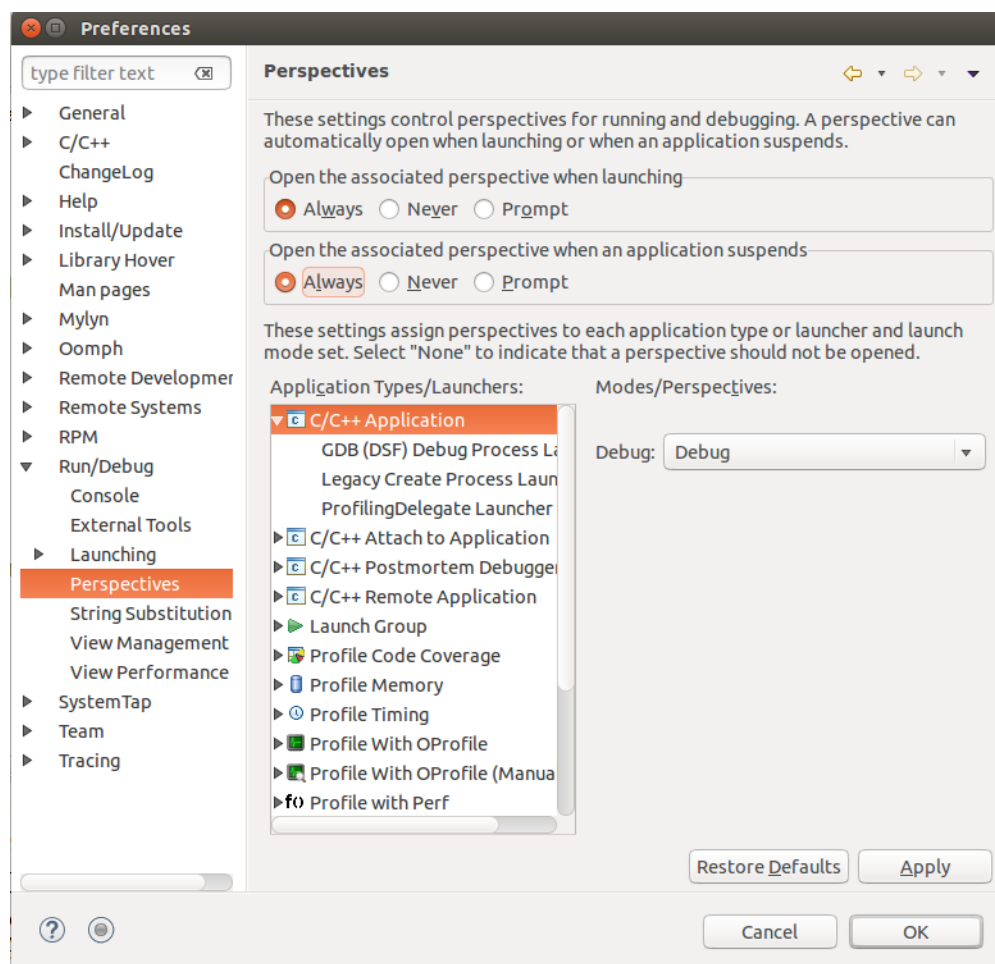 Preferences
type filter text
General
C/C++
ChangeLog
Help
Install/Update
Library Hover
Man pages
Mylyn
Oomph
Remote Developmer
Remote Systems
RPM
Run/Debug
Console
External Tools
Launching
Perspectives
String Substitution
View Management
View Performance
SystemTap
Team
Tracing
Perspectives
These settings control perspectives for running and debugging. A perspective can
automatically open when launching or when an application suspends.
Open the associated perspective when launching
Always Never Prompt
Open the associated perspective when an application suspends
Always Never Prompt
These settings assign perspectives to each application type or launcher and launch
mode set. Select "None" to indicate that a perspective should not be opened.
Application Types/Launchers:
C/C++ Application
GDB (DSF) Debug Process La
Legacy Create Process Laun
ProfilingDelegate Launcher
C/C++ Attach to Application
C/C++ Postmortem Debugger
C/C++ Remote Application
Launch Group
Profile Code Coverage
Profile Memory
Profile Timing
Profile With OProfile
Profile With OProfile (Manua
f() Profile with Perf
Modes/Perspectives:
Debug: Debug
Restore Defaults Apply
Cancel OK